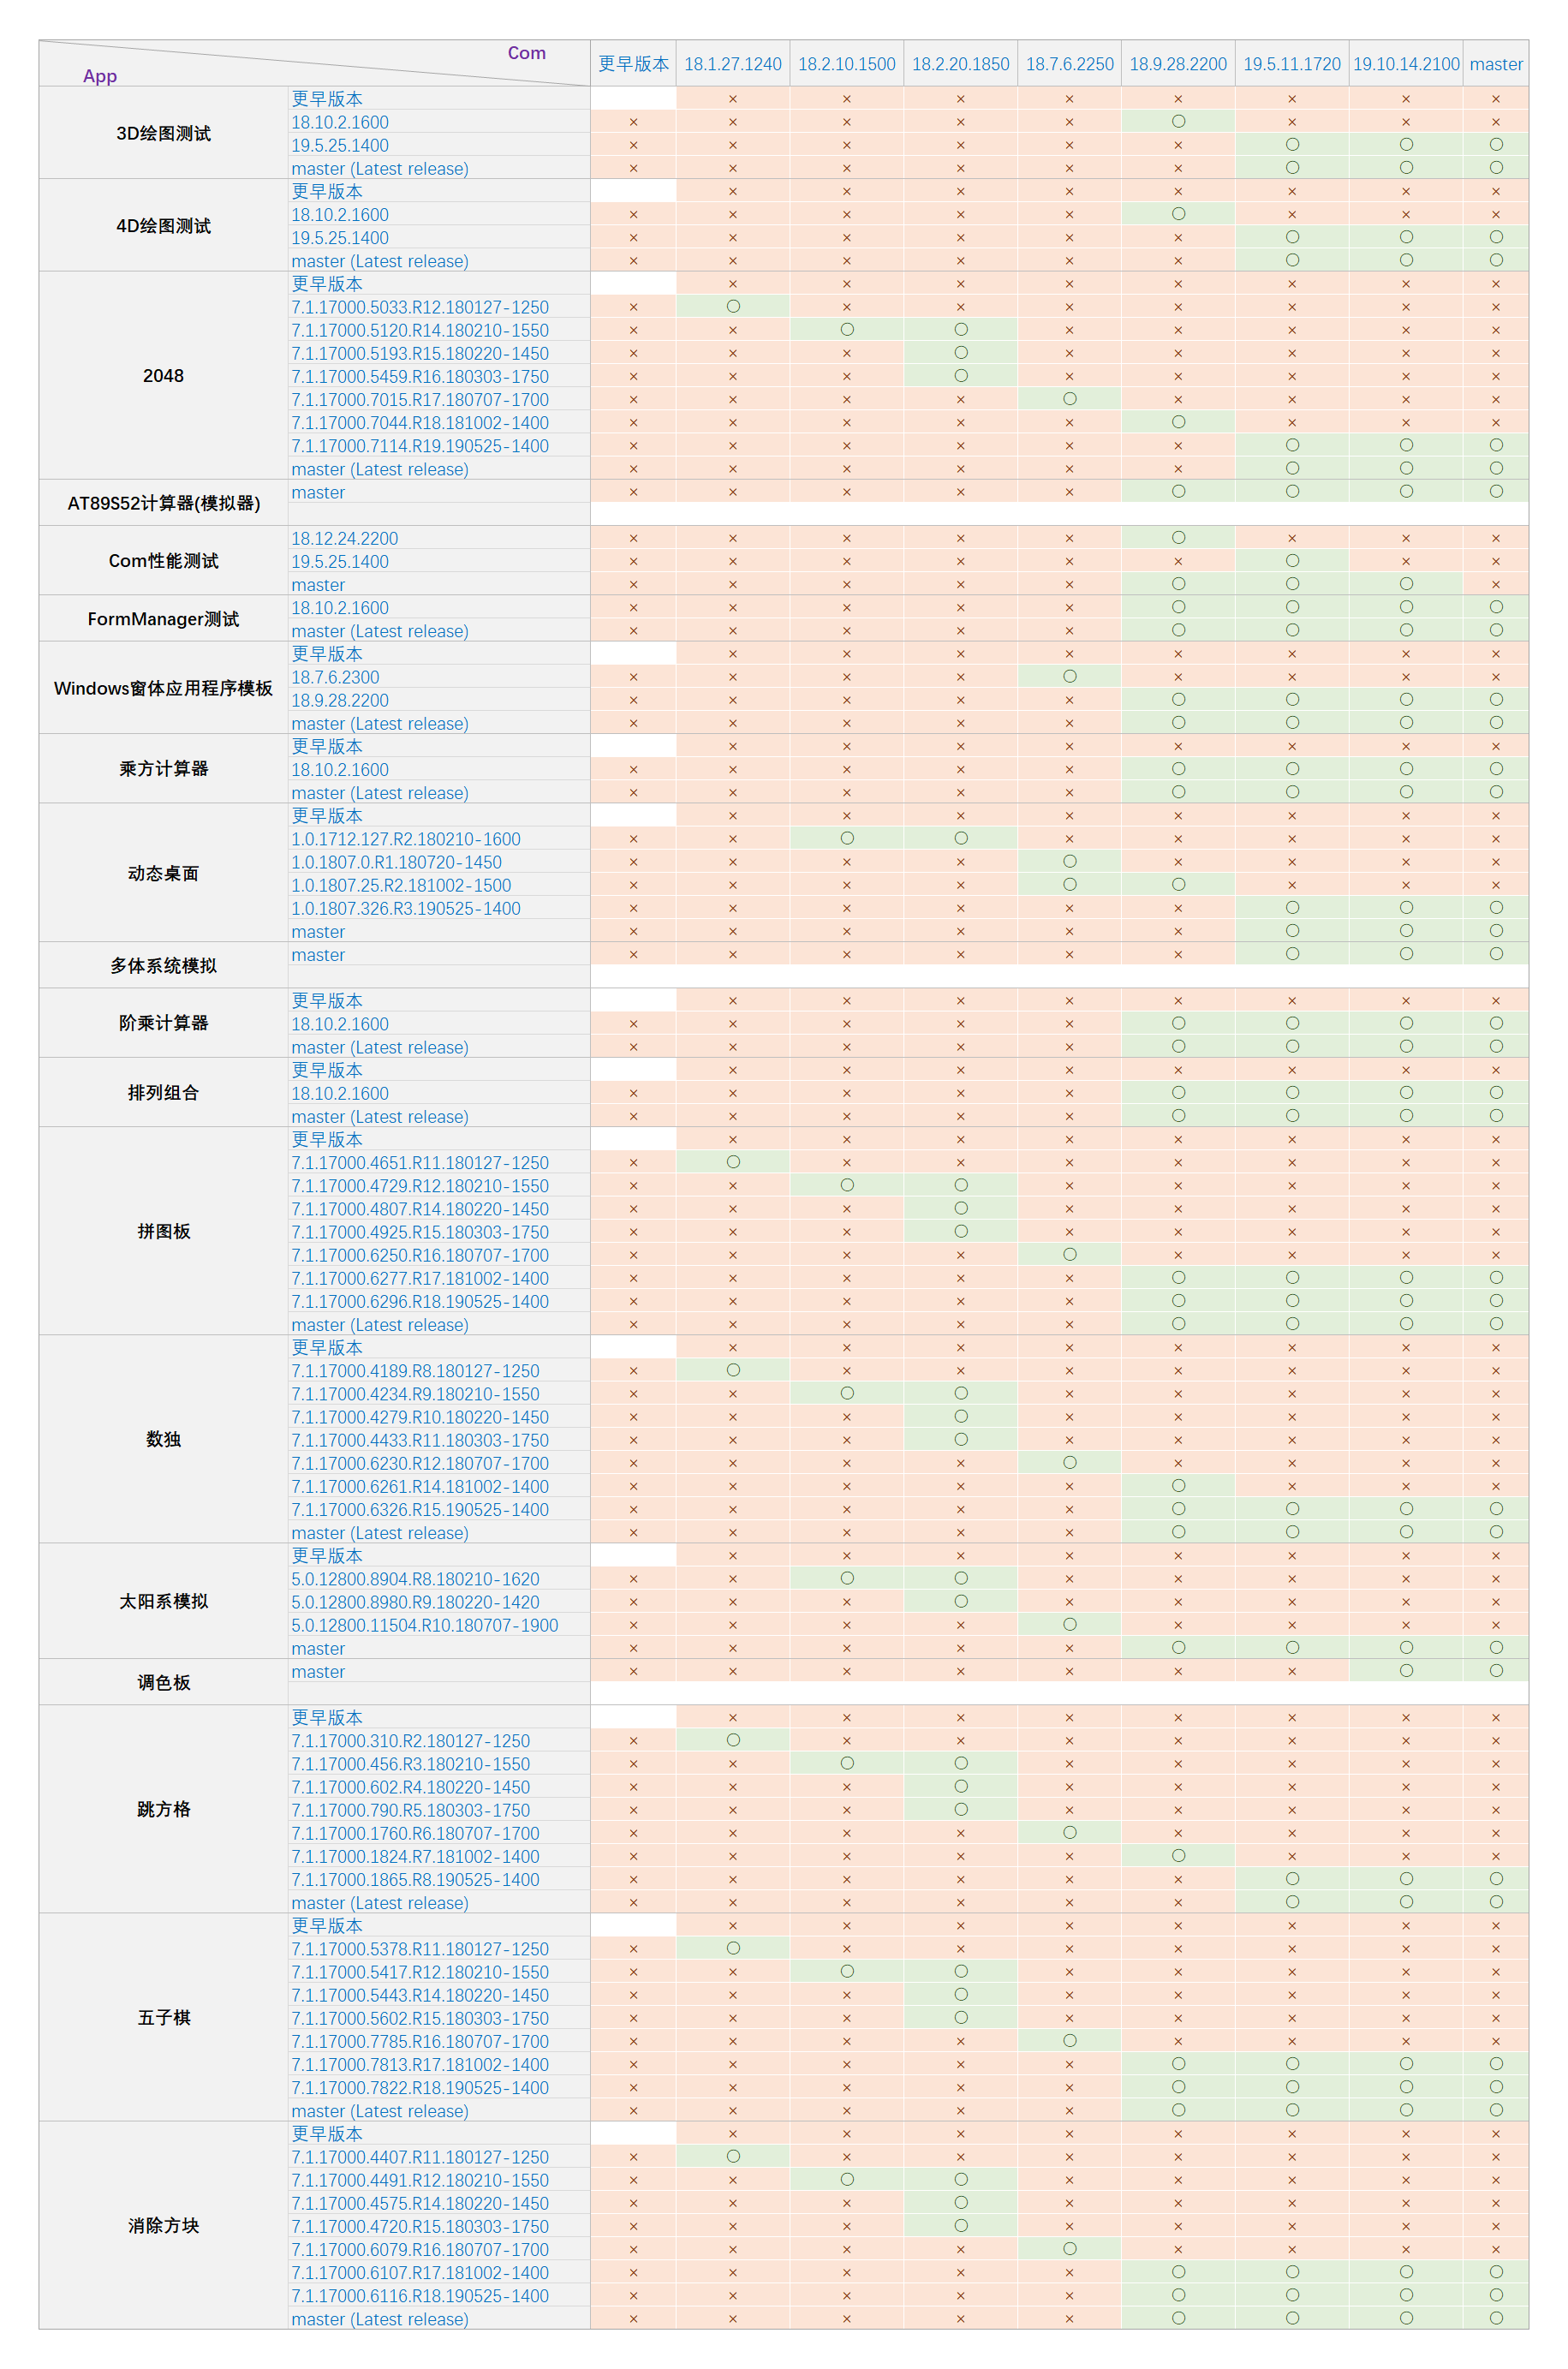 Com
App
更早版本 18.1.27.1240 18.2.10.1500 18.2.20.1850 18.7.6.2250 18.9.28.2200 19.5.11.1720 19.10.14.2100 master
3D绘图测试
更早版本 × × × × × × × ×
18.10.2.1600 × × × × × ○ × × ×
19.5.25.1400 × × × × × × ○ ○ ○
master (Latest release) × × × × × × ○ ○ ○
4D绘图测试
更早版本 × × × × × × × ×
18.10.2.1600 × × × × × ○ × × ×
19.5.25.1400 × × × × × × ○ ○ ○
master (Latest release) × × × × × × ○ ○ ○
2048
更早版本 × × × × × × × ×
7.1.17000.5033.R12.180127-1250 × ○ × × × × × × ×
7.1.17000.5120.R14.180210-1550 × × ○ ○ × × × × ×
7.1.17000.5193.R15.180220-1450 × × × ○ × × × × ×
7.1.17000.5459.R16.180303-1750 × × × ○ × × × × ×
7.1.17000.7015.R17.180707-1700 × × × × ○ × × × ×
7.1.17000.7044.R18.181002-1400 × × × × × ○ × × ×
7.1.17000.7114.R19.190525-1400 × × × × × × ○ ○ ○
master (Latest release) × × × × × × ○ ○ ○
AT89S52计算器(模拟器)
master × × × × × ○ ○ ○ ○
Com性能测试
18.12.24.2200 × × × × × ○ × × ×
19.5.25.1400 × × × × × × ○ × ×
master × × × × × ○ ○ ○ ×
FormManager测试
18.10.2.1600 × × × × × ○ ○ ○ ○
master (Latest release) × × × × × ○ ○ ○ ○
Windows窗体应用程序模板
更早版本 × × × × × × × ×
18.7.6.2300 × × × × ○ × × × ×
18.9.28.2200 × × × × × ○ ○ ○ ○
master (Latest release) × × × × × ○ ○ ○ ○
乘方计算器
更早版本 × × × × × × × ×
18.10.2.1600 × × × × × ○ ○ ○ ○
master (Latest release) × × × × × ○ ○ ○ ○
动态桌面
更早版本 × × × × × × × ×
1.0.1712.127.R2.180210-1600 × × ○ ○ × × × × ×
1.0.1807.0.R1.180720-1450 × × × × ○ × × × ×
1.0.1807.25.R2.181002-1500 × × × × ○ ○ × × ×
1.0.1807.326.R3.190525-1400 × × × × × × ○ ○ ○
master × × × × × × ○ ○ ○
多体系统模拟
master × × × × × × ○ ○ ○
阶乘计算器
更早版本 × × × × × × × ×
18.10.2.1600 × × × × × ○ ○ ○ ○
master (Latest release) × × × × × ○ ○ ○ ○
排列组合
更早版本 × × × × × × × ×
18.10.2.1600 × × × × × ○ ○ ○ ○
master (Latest release) × × × × × ○ ○ ○ ○
拼图板
更早版本 × × × × × × × ×
7.1.17000.4651.R11.180127-1250 × ○ × × × × × × ×
7.1.17000.4729.R12.180210-1550 × × ○ ○ × × × × ×
7.1.17000.4807.R14.180220-1450 × × × ○ × × × × ×
7.1.17000.4925.R15.180303-1750 × × × ○ × × × × ×
7.1.17000.6250.R16.180707-1700 × × × × ○ × × × ×
7.1.17000.6277.R17.181002-1400 × × × × × ○ ○ ○ ○
7.1.17000.6296.R18.190525-1400 × × × × × ○ ○ ○ ○
master (Latest release) × × × × × ○ ○ ○ ○
数独
更早版本 × × × × × × × ×
7.1.17000.4189.R8.180127-1250 × ○ × × × × × × ×
7.1.17000.4234.R9.180210-1550 × × ○ ○ × × × × ×
7.1.17000.4279.R10.180220-1450 × × × ○ × × × × ×
7.1.17000.4433.R11.180303-1750 × × × ○ × × × × ×
7.1.17000.6230.R12.180707-1700 × × × × ○ × × × ×
7.1.17000.6261.R14.181002-1400 × × × × × ○ × × ×
7.1.17000.6326.R15.190525-1400 × × × × × ○ ○ ○ ○
master (Latest release) × × × × × ○ ○ ○ ○
太阳系模拟
更早版本 × × × × × × × ×
5.0.12800.8904.R8.180210-1620 × × ○ ○ × × × × ×
5.0.12800.8980.R9.180220-1420 × × × ○ × × × × ×
5.0.12800.11504.R10.180707-1900 × × × × ○ × × × ×
master × × × × × ○ ○ ○ ○
调色板
master × × × × × × × ○ ○
跳方格
更早版本 × × × × × × × ×
7.1.17000.310.R2.180127-1250 × ○ × × × × × × ×
7.1.17000.456.R3.180210-1550 × × ○ ○ × × × × ×
7.1.17000.602.R4.180220-1450 × × × ○ × × × × ×
7.1.17000.790.R5.180303-1750 × × × ○ × × × × ×
7.1.17000.1760.R6.180707-1700 × × × × ○ × × × ×
7.1.17000.1824.R7.181002-1400 × × × × × ○ × × ×
7.1.17000.1865.R8.190525-1400 × × × × × × ○ ○ ○
master (Latest release) × × × × × × ○ ○ ○
五子棋
更早版本 × × × × × × × ×
7.1.17000.5378.R11.180127-1250 × ○ × × × × × × ×
7.1.17000.5417.R12.180210-1550 × × ○ ○ × × × × ×
7.1.17000.5443.R14.180220-1450 × × × ○ × × × × ×
7.1.17000.5602.R15.180303-1750 × × × ○ × × × × ×
7.1.17000.7785.R16.180707-1700 × × × × ○ × × × ×
7.1.17000.7813.R17.181002-1400 × × × × × ○ ○ ○ ○
7.1.17000.7822.R18.190525-1400 × × × × × ○ ○ ○ ○
master (Latest release) × × × × × ○ ○ ○ ○
消除方块
更早版本 × × × × × × × ×
7.1.17000.4407.R11.180127-1250 × ○ × × × × × × ×
7.1.17000.4491.R12.180210-1550 × × ○ ○ × × × × ×
7.1.17000.4575.R14.180220-1450 × × × ○ × × × × ×
7.1.17000.4720.R15.180303-1750 × × × ○ × × × × ×
7.1.17000.6079.R16.180707-1700 × × × × ○ × × × ×
7.1.17000.6107.R17.181002-1400 × × × × × ○ ○ ○ ○
7.1.17000.6116.R18.190525-1400 × × × × × ○ ○ ○ ○
master (Latest release) × × × × × ○ ○ ○ ○